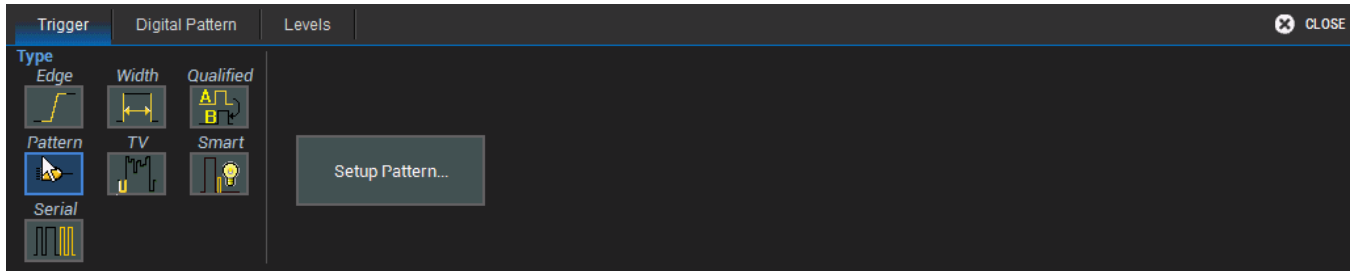 Trigger Digital Pattern Levels CLOSE
Type
Edge Width Qualified
A
B
Pattern TV Smart
Setup Pattern...
Serial